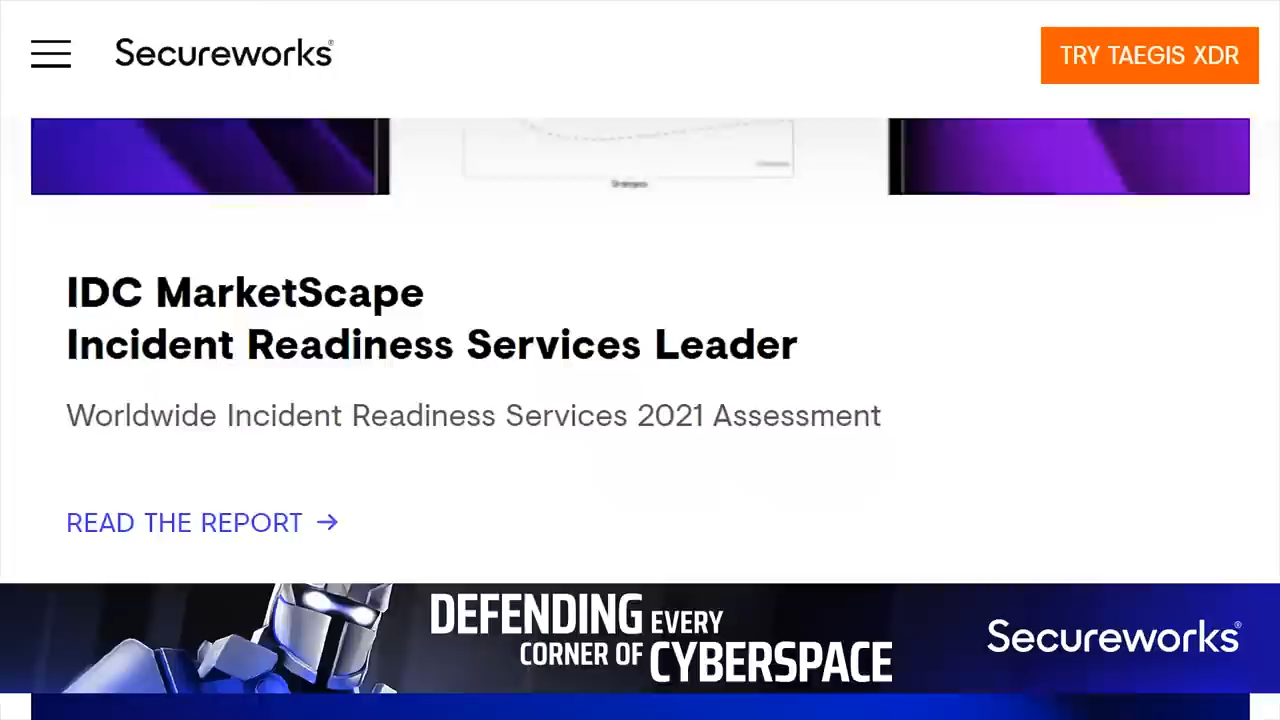 Secureworks®
TRY TAEGIS XDR
IDC MarketScape
Incident Readiness Services Leader
Worldwide Incident Readiness Services 2021 Assessment
READ THE REPORT →
DEFENDING EVERY
CORNER OF CYBERSPACE
Secureworks®